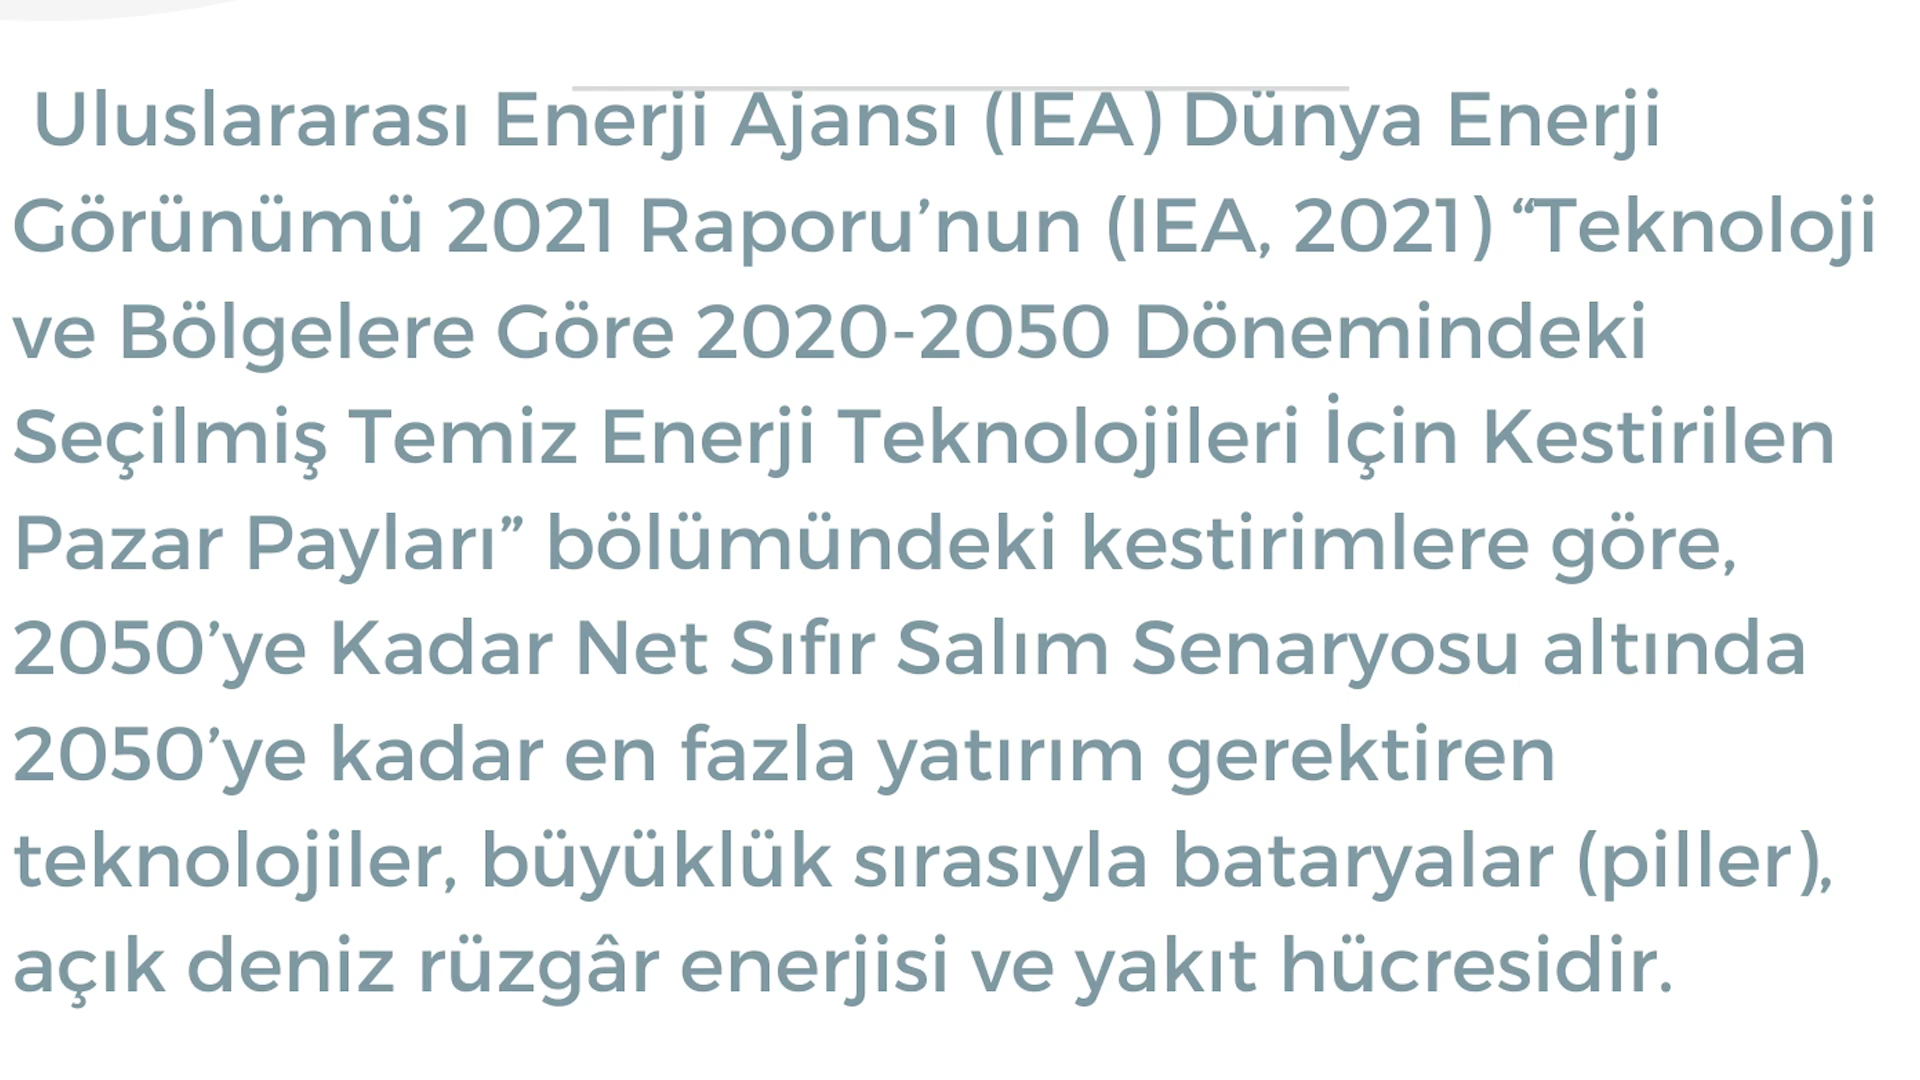 Uluslararası Enerji Ajansı (IEA) Dünya Enerji
Görünümü 2021 Raporu’nun (IEA, 2021) “Teknoloji
ve Bölgelere Göre 2020-2050 Dönemindeki
Seçilmiş Temiz Enerji Teknolojileri İçin Kestirilen
Pazar Payları” bölümündeki kestirimlere göre,
2050’ye Kadar Net Sıfır Salım Senaryosu altında
2050’ye kadar en fazla yatırım gerektiren
teknolojiler, büyüklük sırasıyla bataryalar (piller),
açık deniz rüzgâr enerjisi ve yakıt hücresidir.